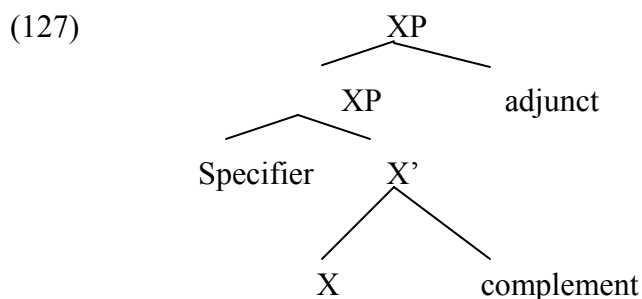 (127) XP
XP adjunct
Specifier X’
X complement